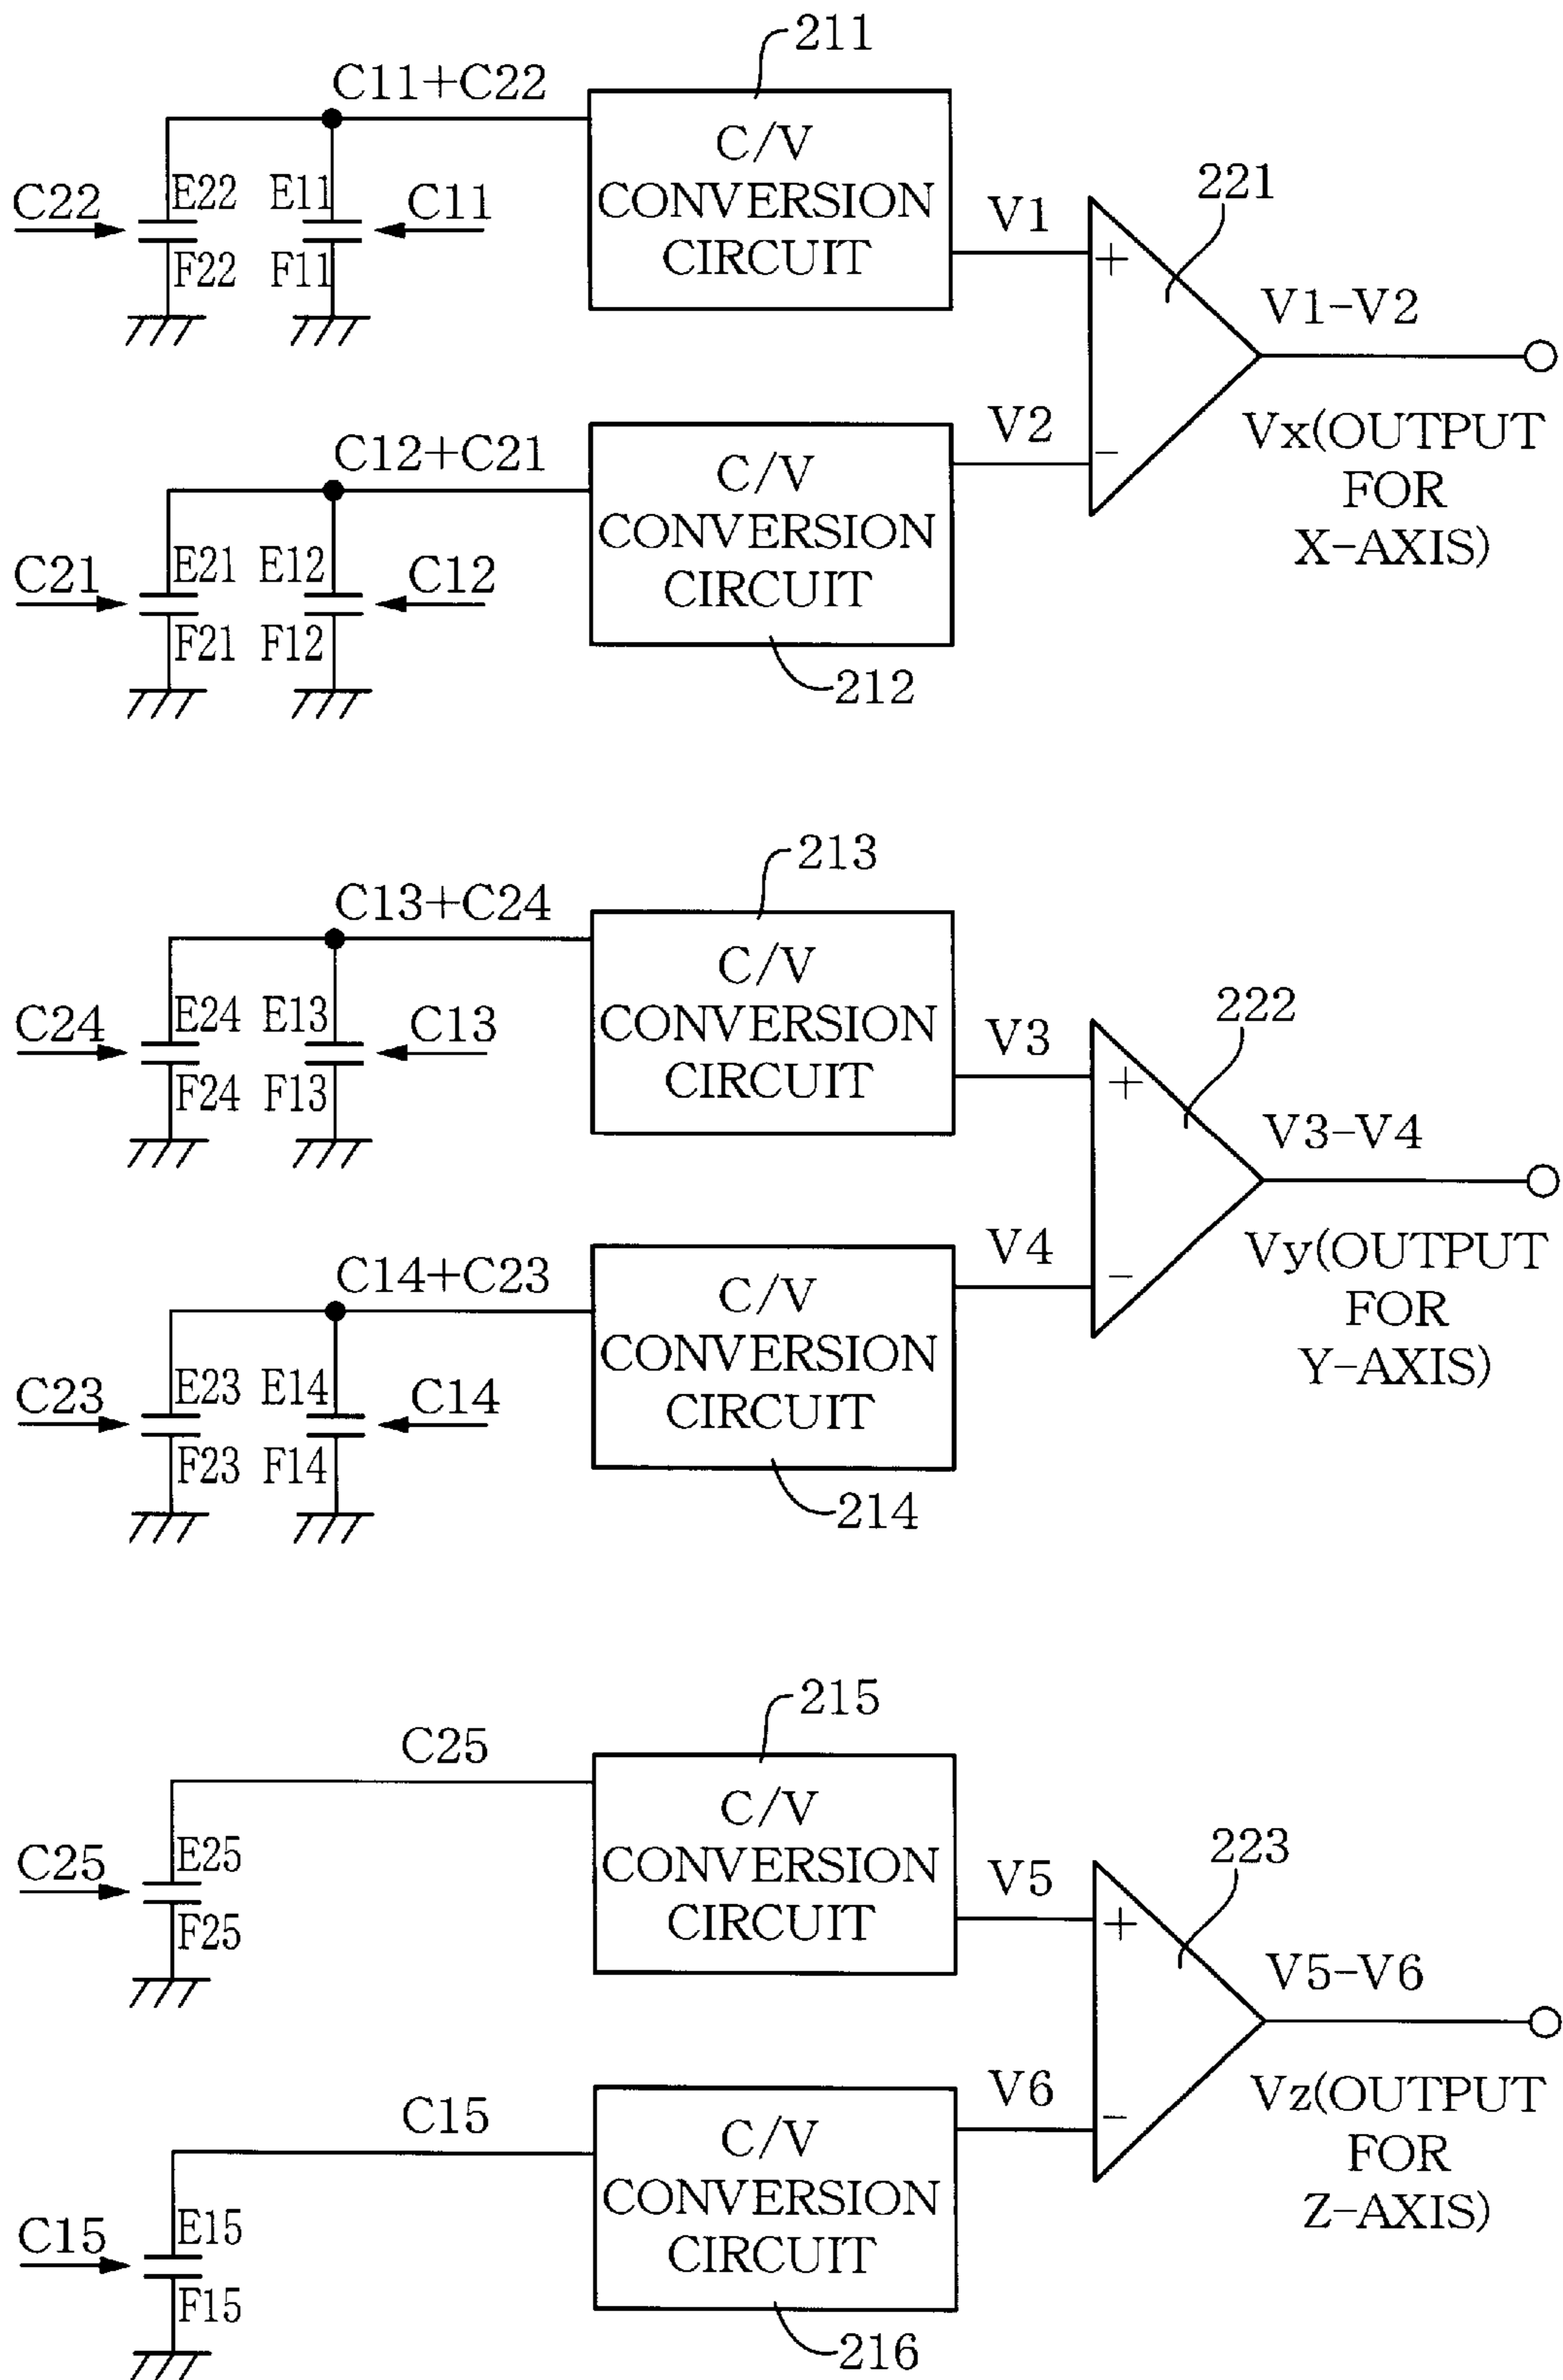 211
C11+C22
C/V
CONVERSION
CIRCUIT
C22
E22
E11
C11
F22
F11
V1
+
221
V1-V2
C12+C21
C/V
CONVERSION
CIRCUIT
V2
-
Vx(OUTPUT
FOR
X-AXIS)
C21
E21
E12
C12
F21
F12
212
213
C13+C24
C/V
CONVERSION
CIRCUIT
C24
E24
E13
C13
F24
F13
V3
+
222
V3-V4
C14+C23
C/V
CONVERSION
CIRCUIT
V4
-
Vy(OUTPUT
FOR
Y-AXIS)
C23
E23
E14
C14
F23
F14
214
215
C25
C/V
CONVERSION
CIRCUIT
C25
E25
F25
V5
+
223
V5-V6
C15
C/V
CONVERSION
CIRCUIT
V6
-
Vz(OUTPUT
FOR
Z-AXIS)
C15
E15
F15
216